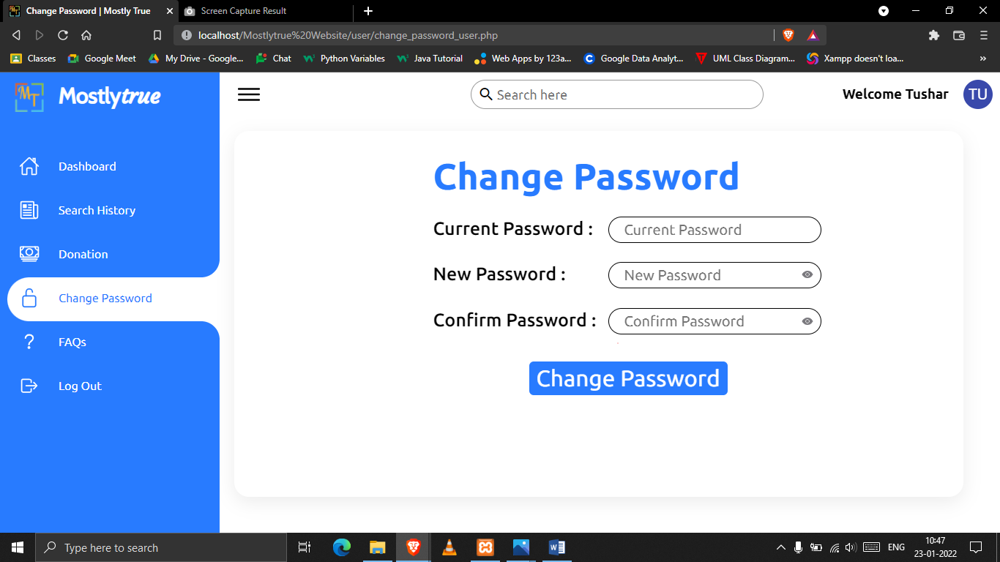 Change Password | Mostly True
Screen Capture Result
localhost/Mostlytrue%20Website/user/change_password_user.php
Classes Google Meet My Drive - Google... Chat Python Variables Java Tutorial Web Apps by 123a... Google Data Analyt... UML Class Diagram... Xampp doesn't loa... »
MT Mostlytrue
Search here
Welcome Tushar TU
Dashboard
Search History
Donation
Change Password
FAQs
Log Out
Change Password
Current Password : Current Password
New Password : New Password
Confirm Password : Confirm Password
Change Password
Type here to search
ENG
10:47
23-01-2022